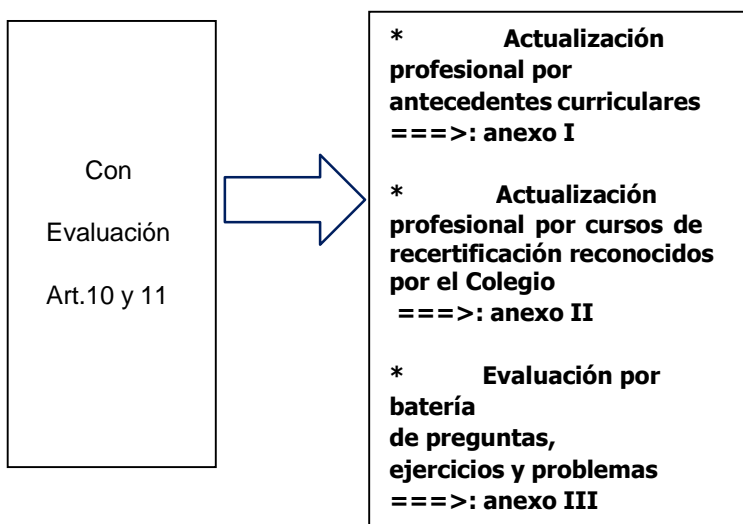 Con
Evaluación
Art.10 y 11
* Actualización
profesional por
antecedentes curriculares
===>: anexo I
* Actualización
profesional por cursos de
recertificación reconocidos
por el Colegio
===>: anexo II
* Evaluación por
batería
de preguntas,
ejercicios y problemas
===>: anexo III